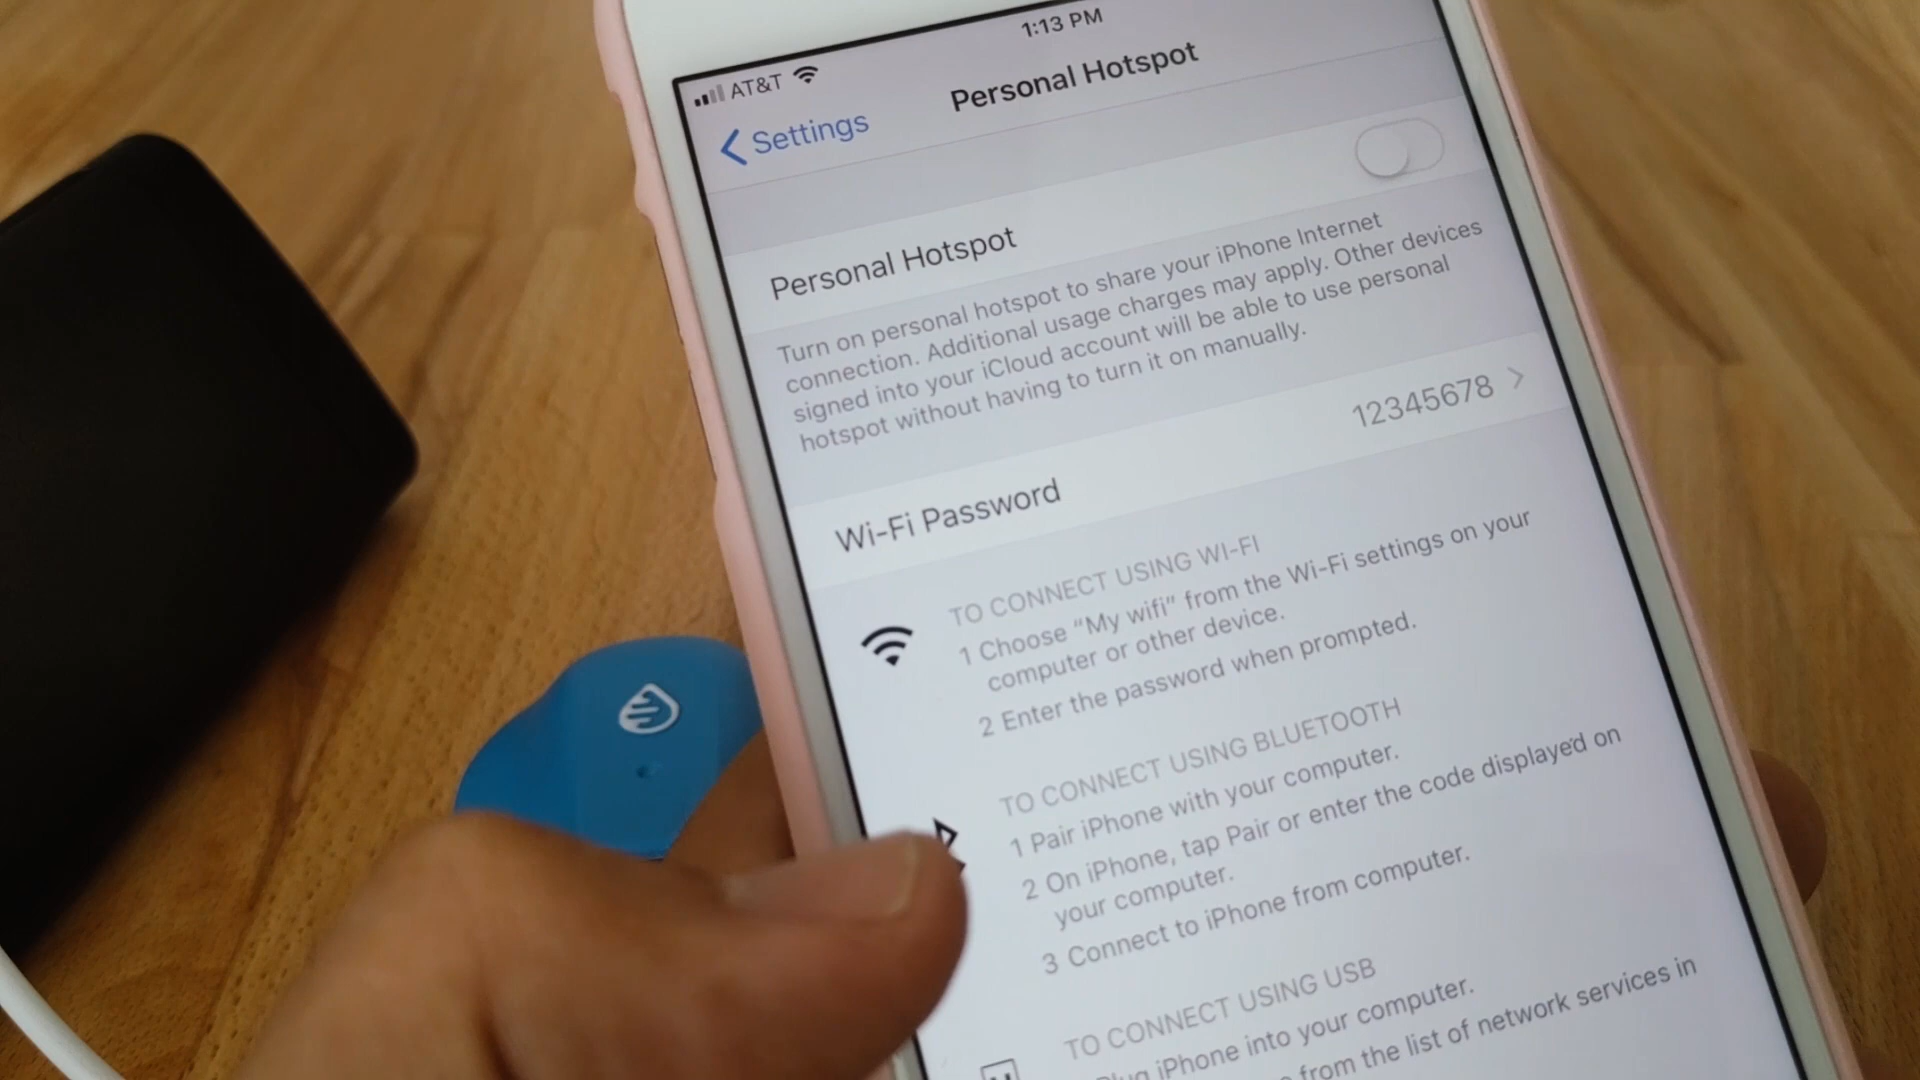 1:13 PM
AT&T
Settings
Personal Hotspot
Personal Hotspot
Turn on personal hotspot to share your iPhone Internet
connection. Additional usage charges may apply. Other devices
signed into your iCloud account will be able to use personal
hotspot without having to turn it on manually.
Wi-Fi Password
12345678
TO CONNECT USING WI-FI
1 Choose “My wifi” from the Wi-Fi settings on your
computer or other device.
2 Enter the password when prompted.
TO CONNECT USING BLUETOOTH
1 Pair iPhone with your computer.
2 On iPhone, tap Pair or enter the code displayed on
your computer.
3 Connect to iPhone from computer.
TO CONNECT USING USB
Plug iPhone into your computer.
from the list of network services in